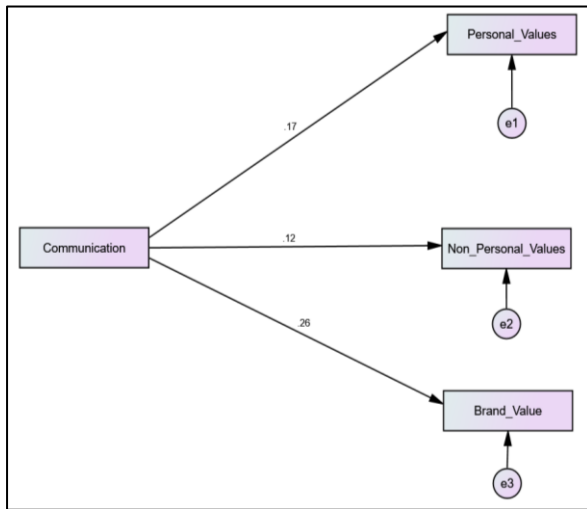 Personal_Values
e1
.17
Communication
.12
Non_Personal_Values
e2
.26
Brand_Value
e3